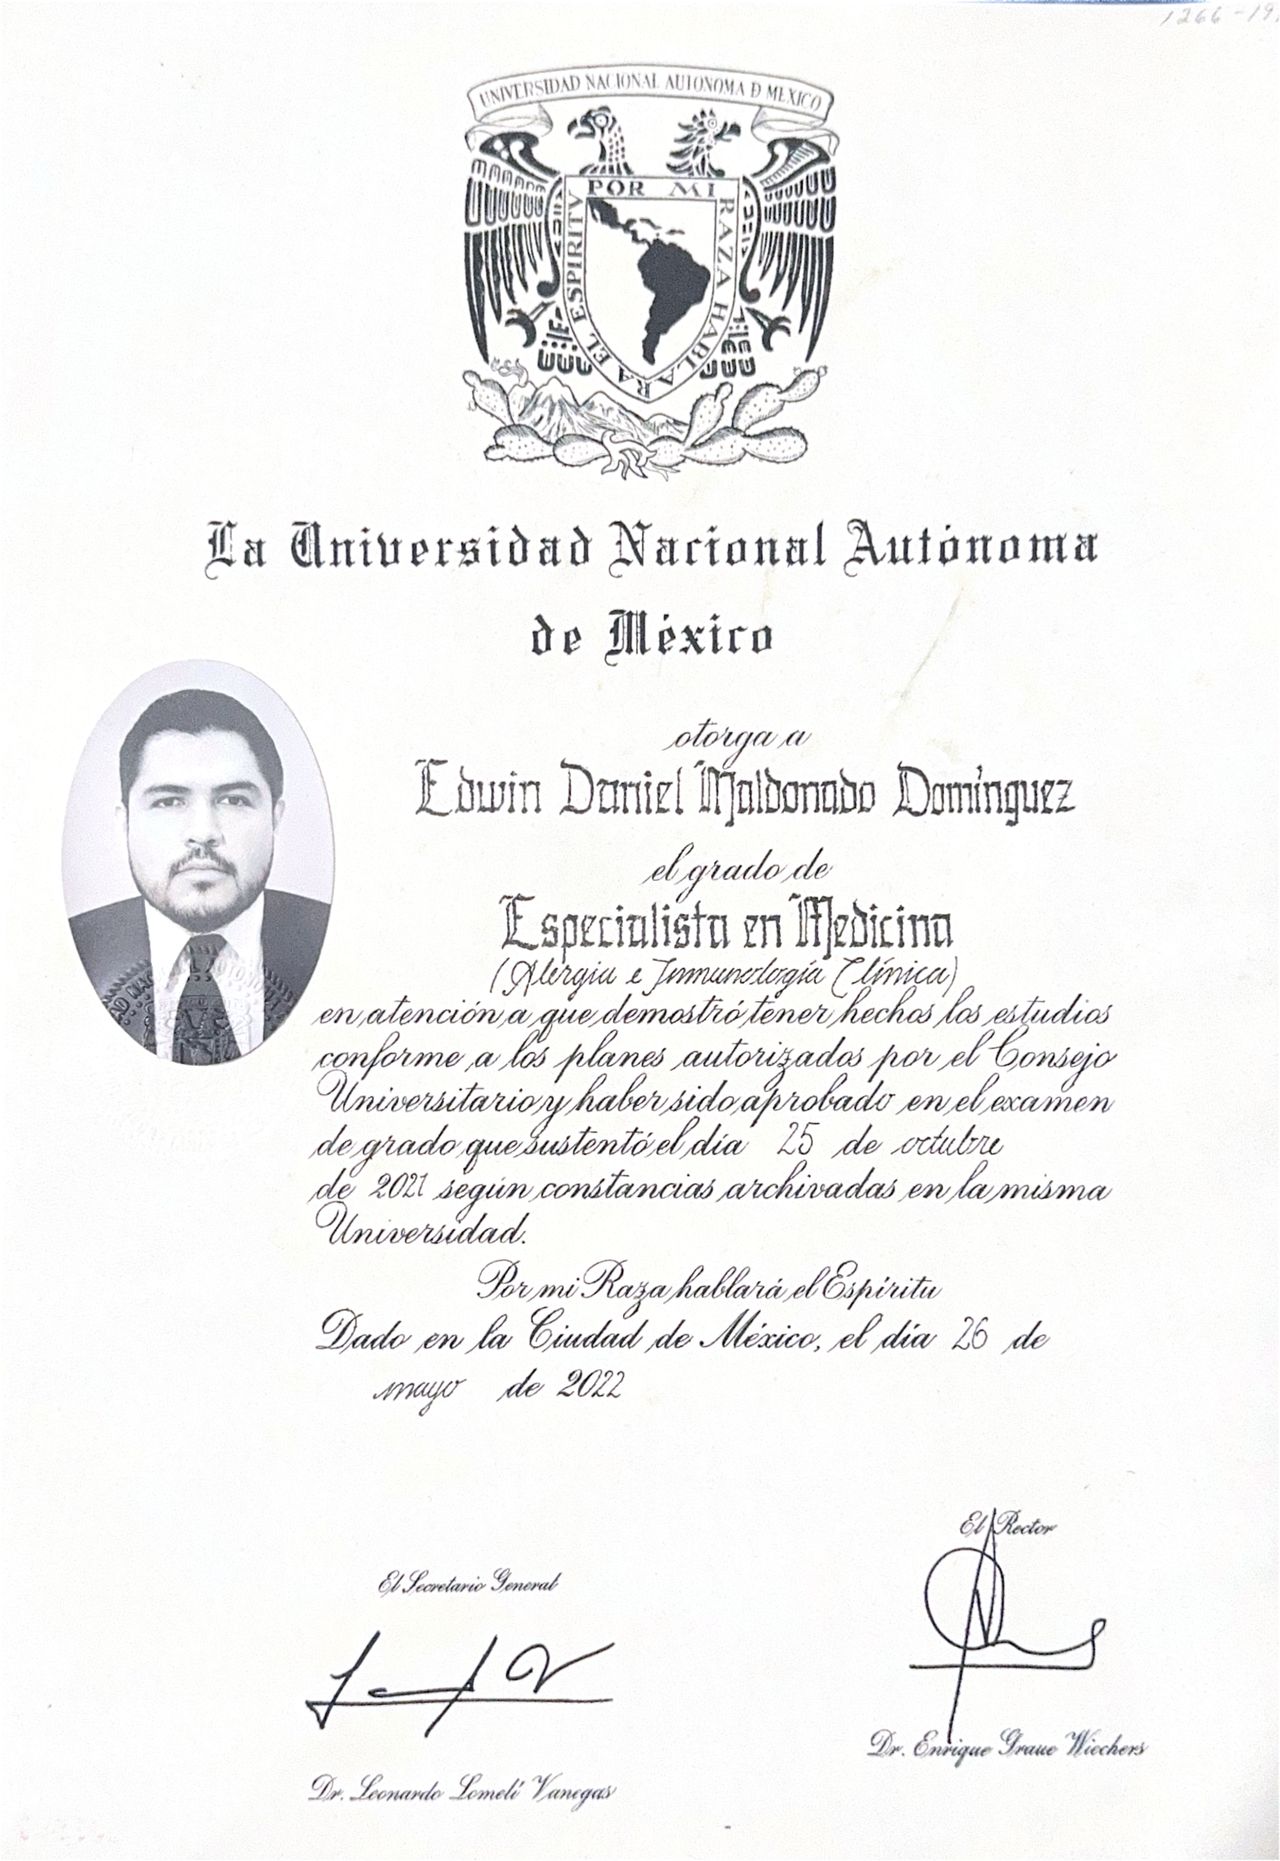 1266-19
UNIVERSIDAD NACIONAL AUTONOMA D MEXICO
POR MI RAZA HABLARA EL ESPIRITV
La Universidad Nacional Autónoma
de México
otorga a
Edwin Daniel Maldonado Domínguez
el grado de
Especialista en Medicina
(Alergia e Inmunología Clínica)
en atención a que demostró tener hechos los estudios
conforme a los planes autorizados por el Consejo
Universitario y haber sido aprobado en el examen
de grado que sustentó el día 25 de octubre
de 2021 según constancias archivadas en la misma
Universidad.
Por mi Raza hablará el Espíritu
Dado en la Ciudad de México, el día 26 de
mayo de 2022
El Rector
El Secretario General
Dr. Enrique Graue Wiechers
Dr. Leonardo Lomelí Vanegas